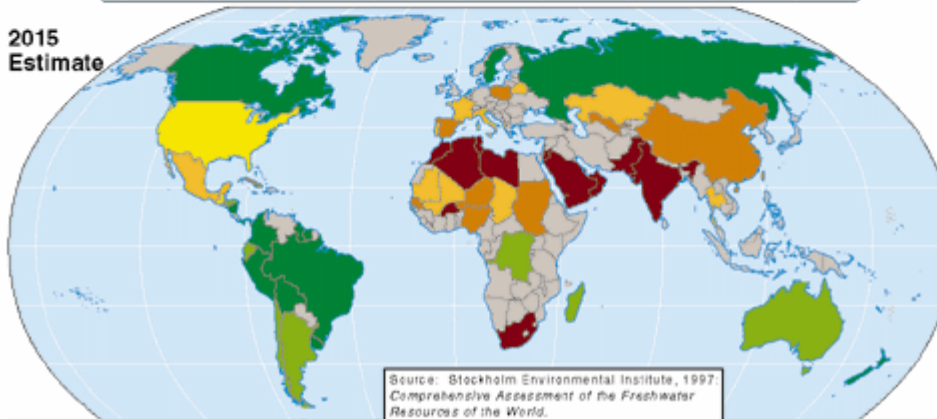 2015
Estimate
Source: Stockholm Environmental Institute, 1997:
Comprehensive Assessment of the Freshwater
Resources of the World.